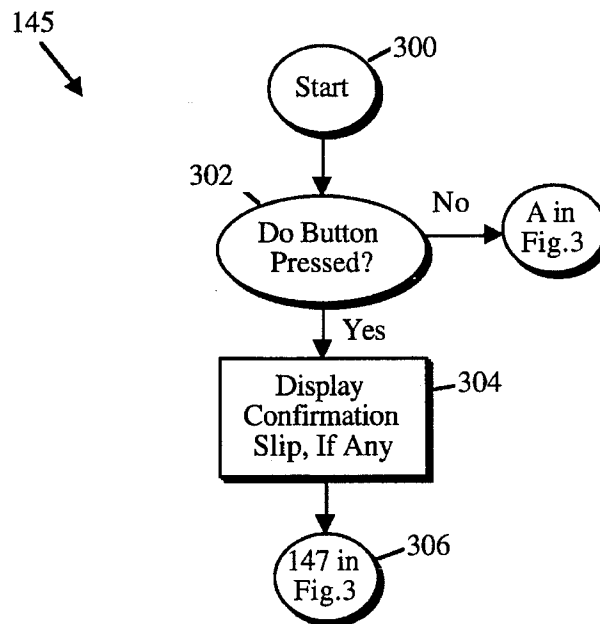 145
300
Start
302
Do Button
Pressed?
No
A in
Fig.3
Yes
Display
Confirmation
Slip, If Any
304
147 in
Fig.3
306